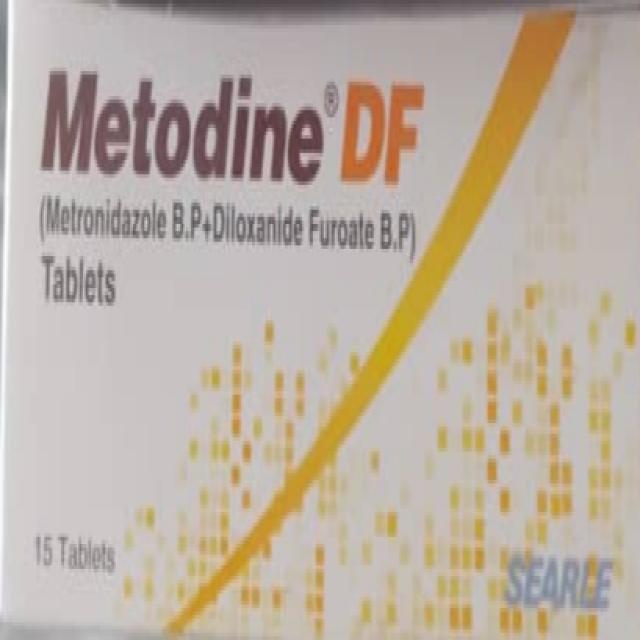 Metodine® DF
(Metronidazole B.P+Diloxanide Furoate B.P)
Tablets
15 Tablets
SEARLE